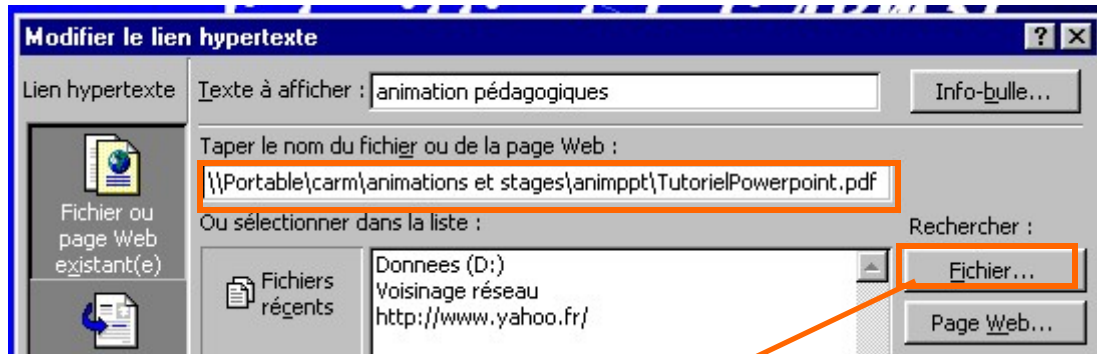 Modifier le lien hypertexte
Lien hypertexte
Texte à afficher :
animation pédagogiques
Info-bulle...
Taper le nom du fichier ou de la page Web :
\\Portable\carm\animations et stages\animppt\TutorielPowerpoint.pdf
Fichier ou
page Web
existant(e)
Ou sélectionner dans la liste :
Rechercher :
Fichiers
récents
Donnees (D:)
Voisinage réseau
http://www.yahoo.fr/
Fichier...
Page Web...